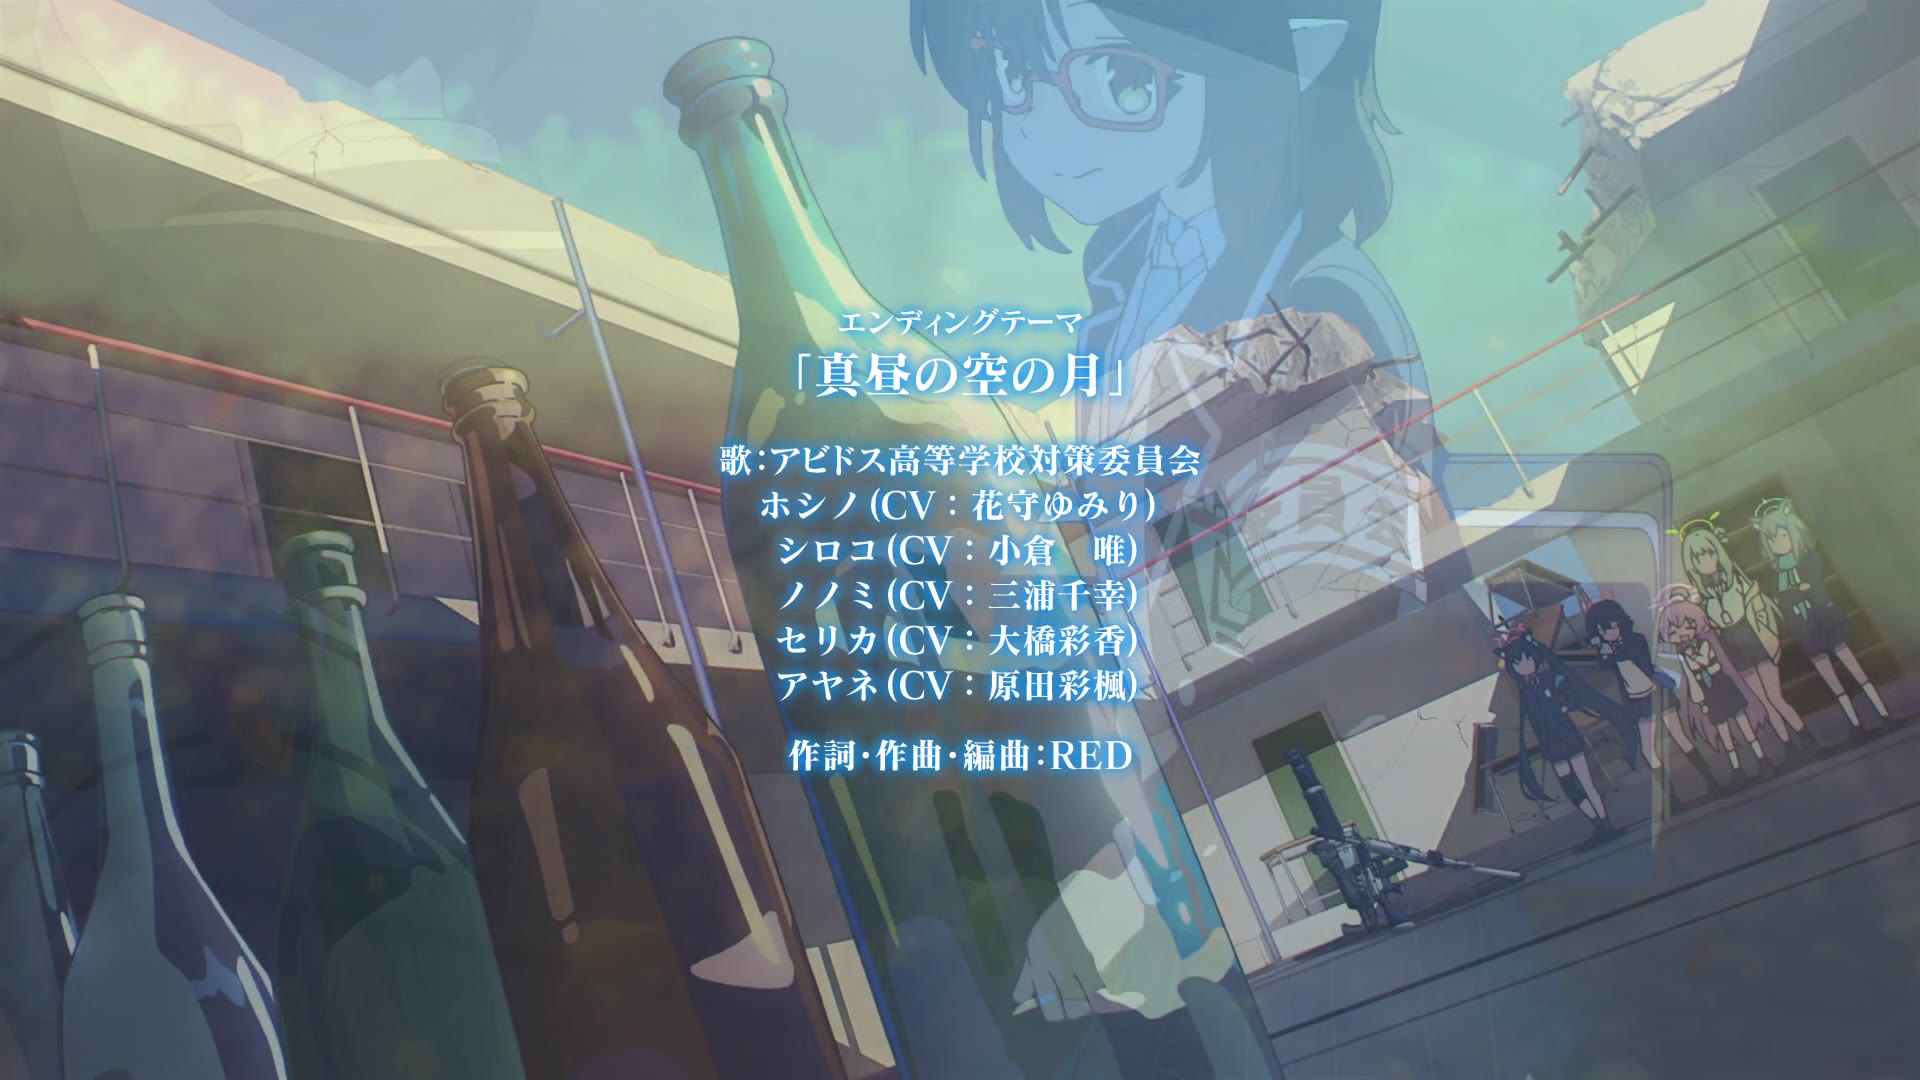 エンディングテーマ
「真昼の空の月」
歌：アビドス高等学校対策委員会
ホシノ(CV：花守ゆみり)
シロコ(CV：小倉　唯)
ノノミ(CV：三浦千幸)
セリカ(CV：大橋彩香)
アヤネ(CV：原田彩楓)
作詞・作曲・編曲：RED